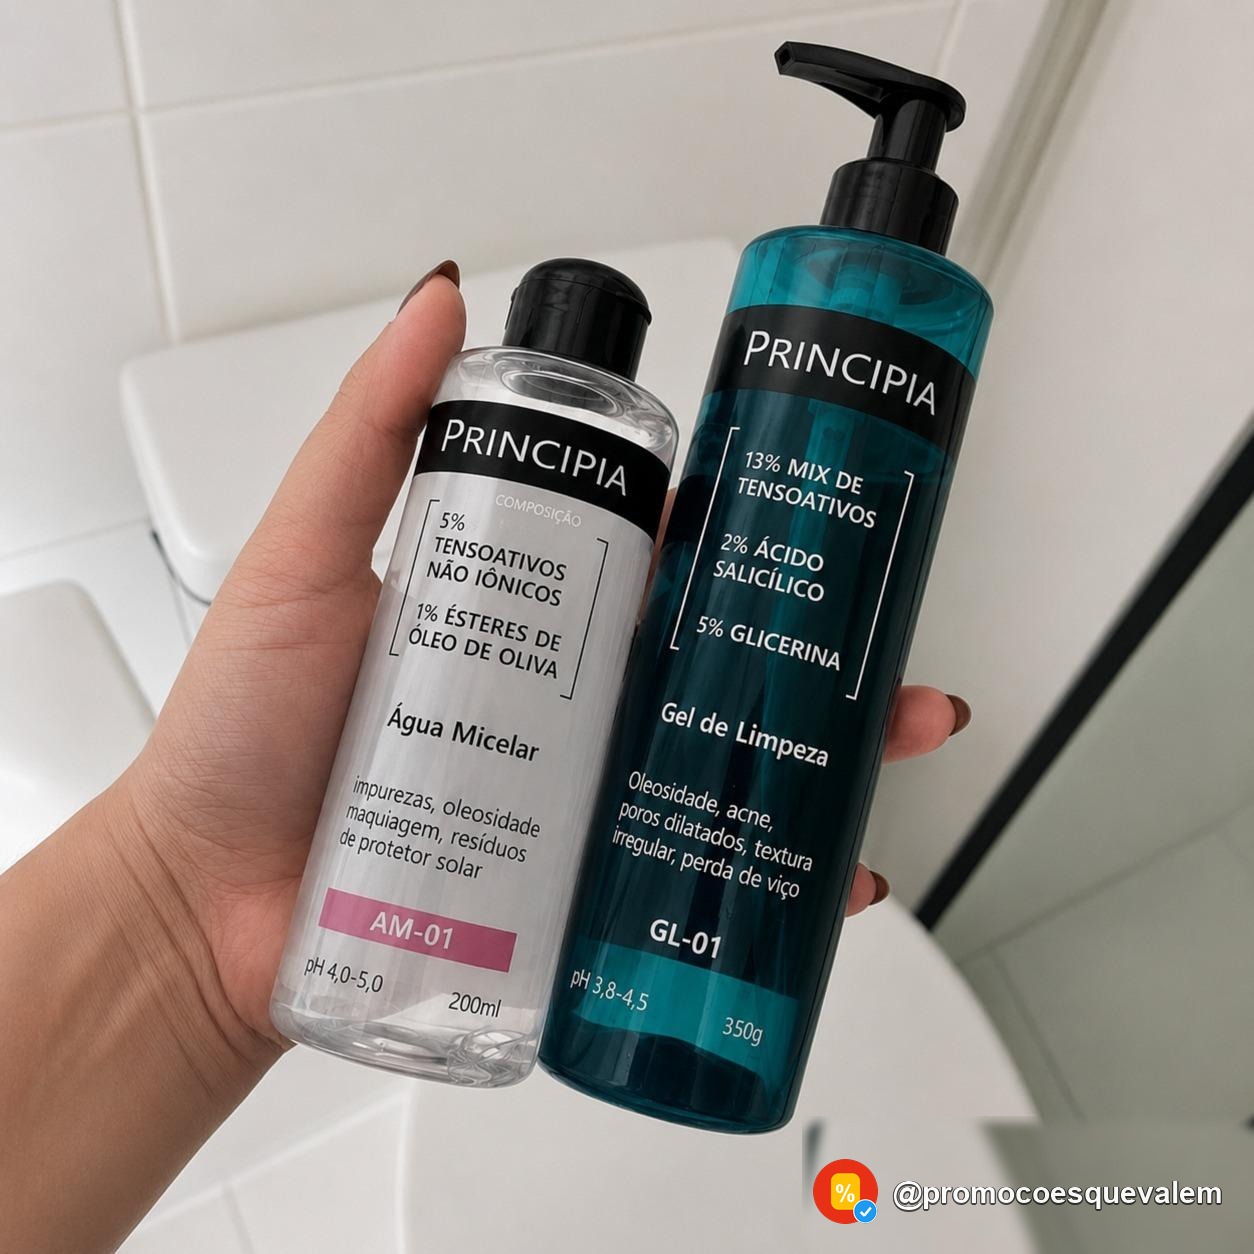 PRINCIPIA
COMPOSIÇÃO
5%
TENSOATIVOS
NÃO IÔNICOS
1% ÉSTERES DE
ÓLEO DE OLIVA
Água Micelar
impurezas, oleosidade
maquiagem, resíduos
de protetor solar
AM-01
pH 4,0-5,0
200ml
PRINCIPIA
13% MIX DE
TENSOATIVOS
2% ÁCIDO
SALICÍLICO
5% GLICERINA
Gel de Limpeza
Oleosidade, acne,
poros dilatados, textura
irregular, perda de viço
GL-01
pH 3,8-4,5
350g
%
@promocoesquevalem